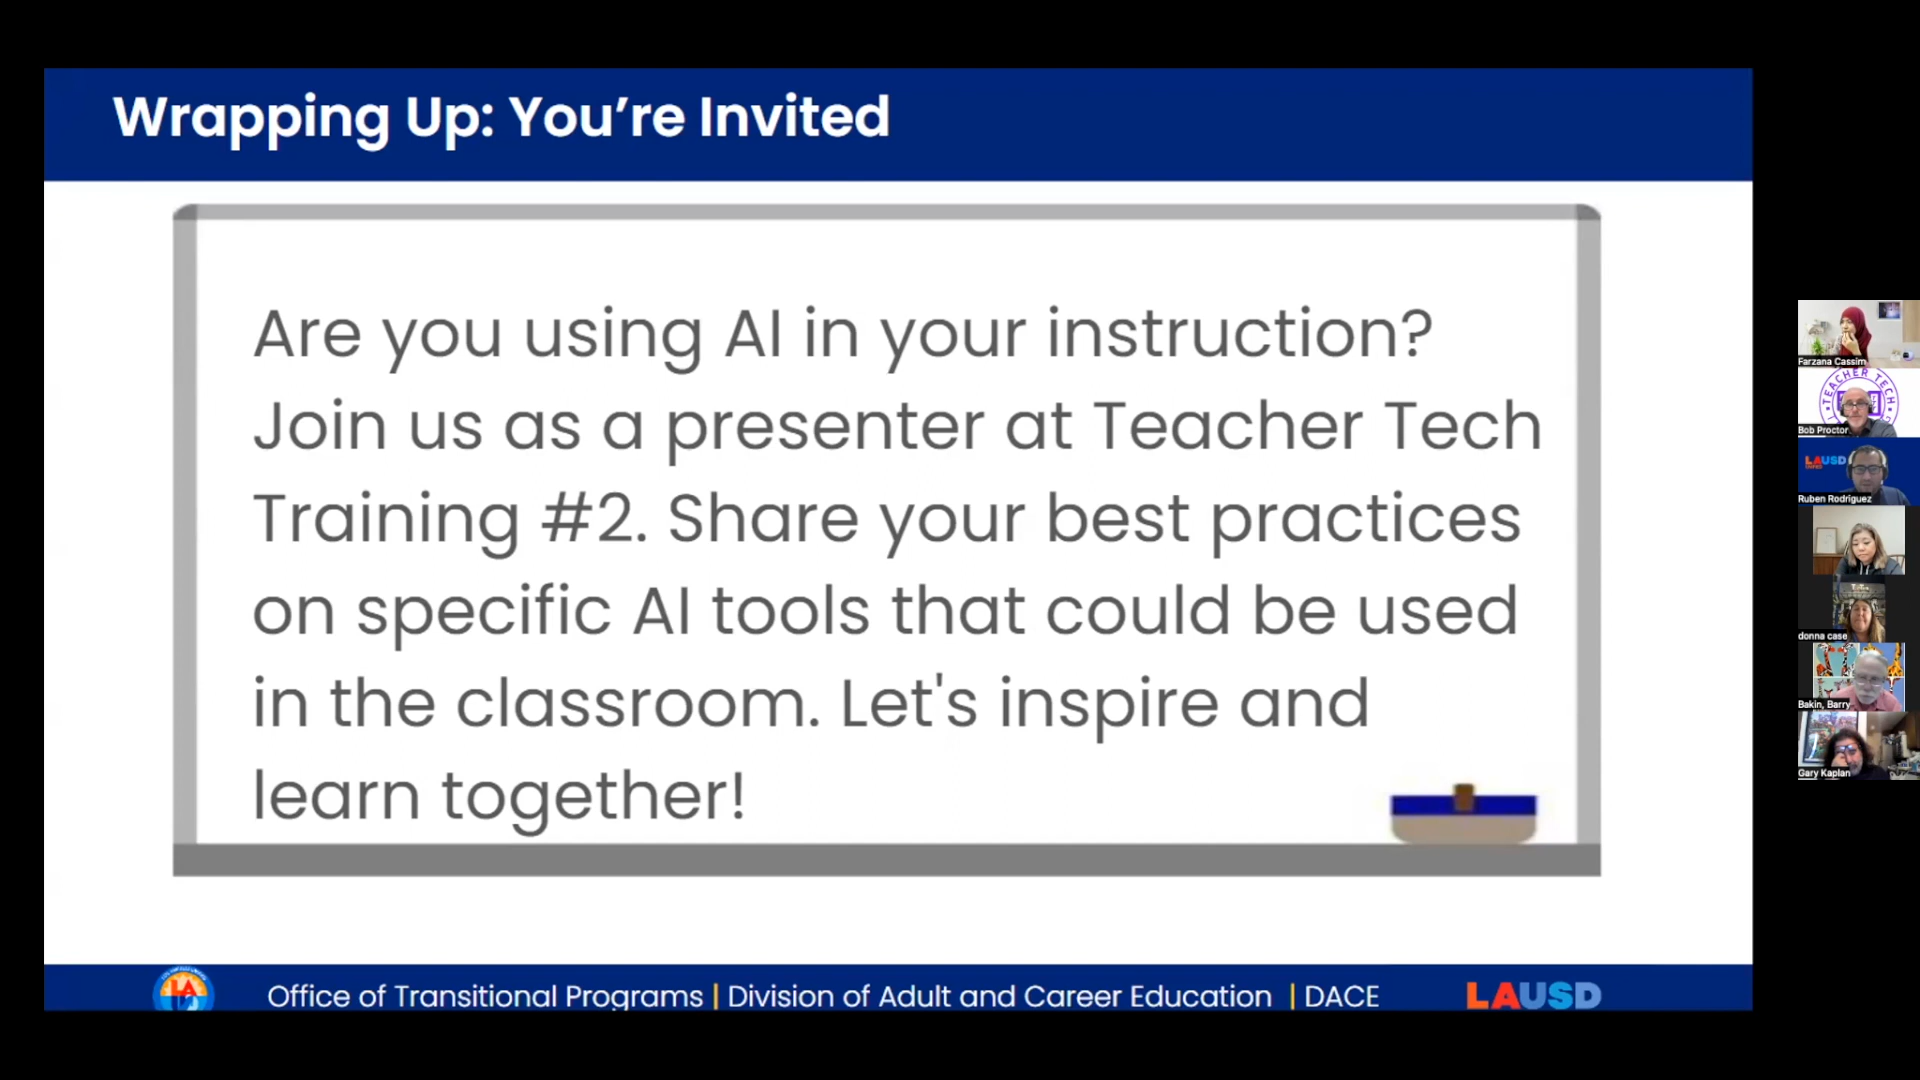 Wrapping Up: You're Invited
Are you using AI in your instruction?
Join us as a presenter at Teacher Tech
Training #2. Share your best practices
on specific AI tools that could be used
in the classroom. Let's inspire and
learn together!
Office of Transitional Programs | Division of Adult and Career Education | DACE
LAUSD
Farzana Cassim
TEACHER TECH
Bob Proctor
LAUSD
Ruben Rodriguez
donna case
Bakin, Barry
Gary Kaplan